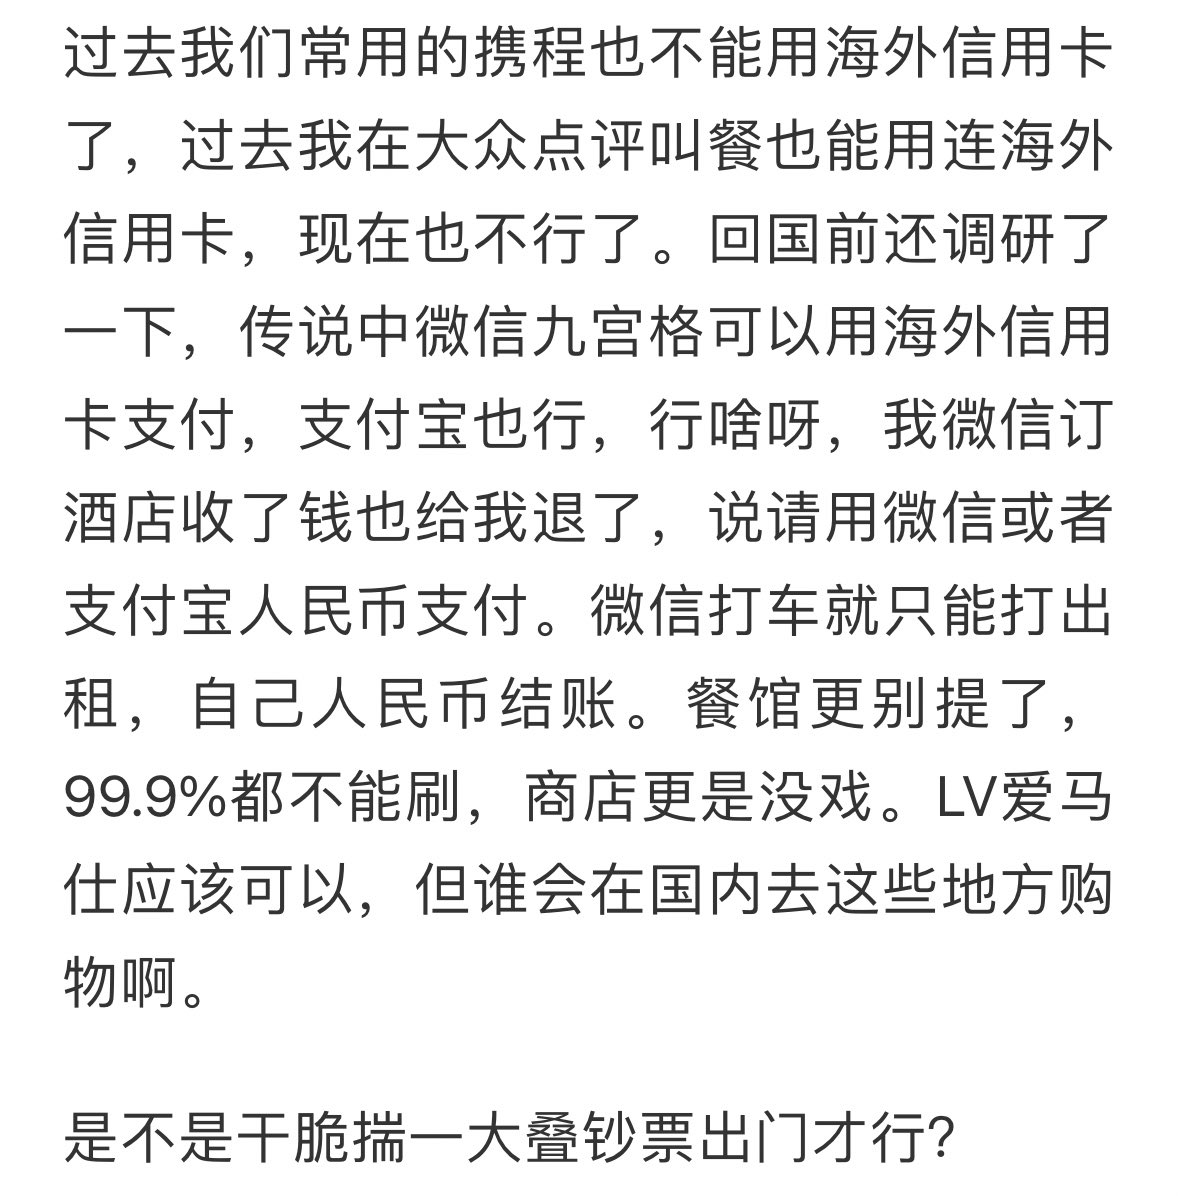 过去我们常用的携程也不能用海外信用卡
了，过去我在大众点评叫餐也能用连海外
信用卡，现在也不行了。回国前还调研了
一下，传说中微信九宫格可以用海外信用
卡支付，支付宝也行，行啥呀，我微信订
酒店收了钱也给我退了，说请用微信或者
支付宝人民币支付。微信打车就只能打出
租，自己人民币结账。餐馆更别提了，
99.9%都不能刷，商店更是没戏。LV爱马
仕应该可以，但谁会在国内去这些地方购
物啊。
是不是干脆揣一大叠钞票出门才行?